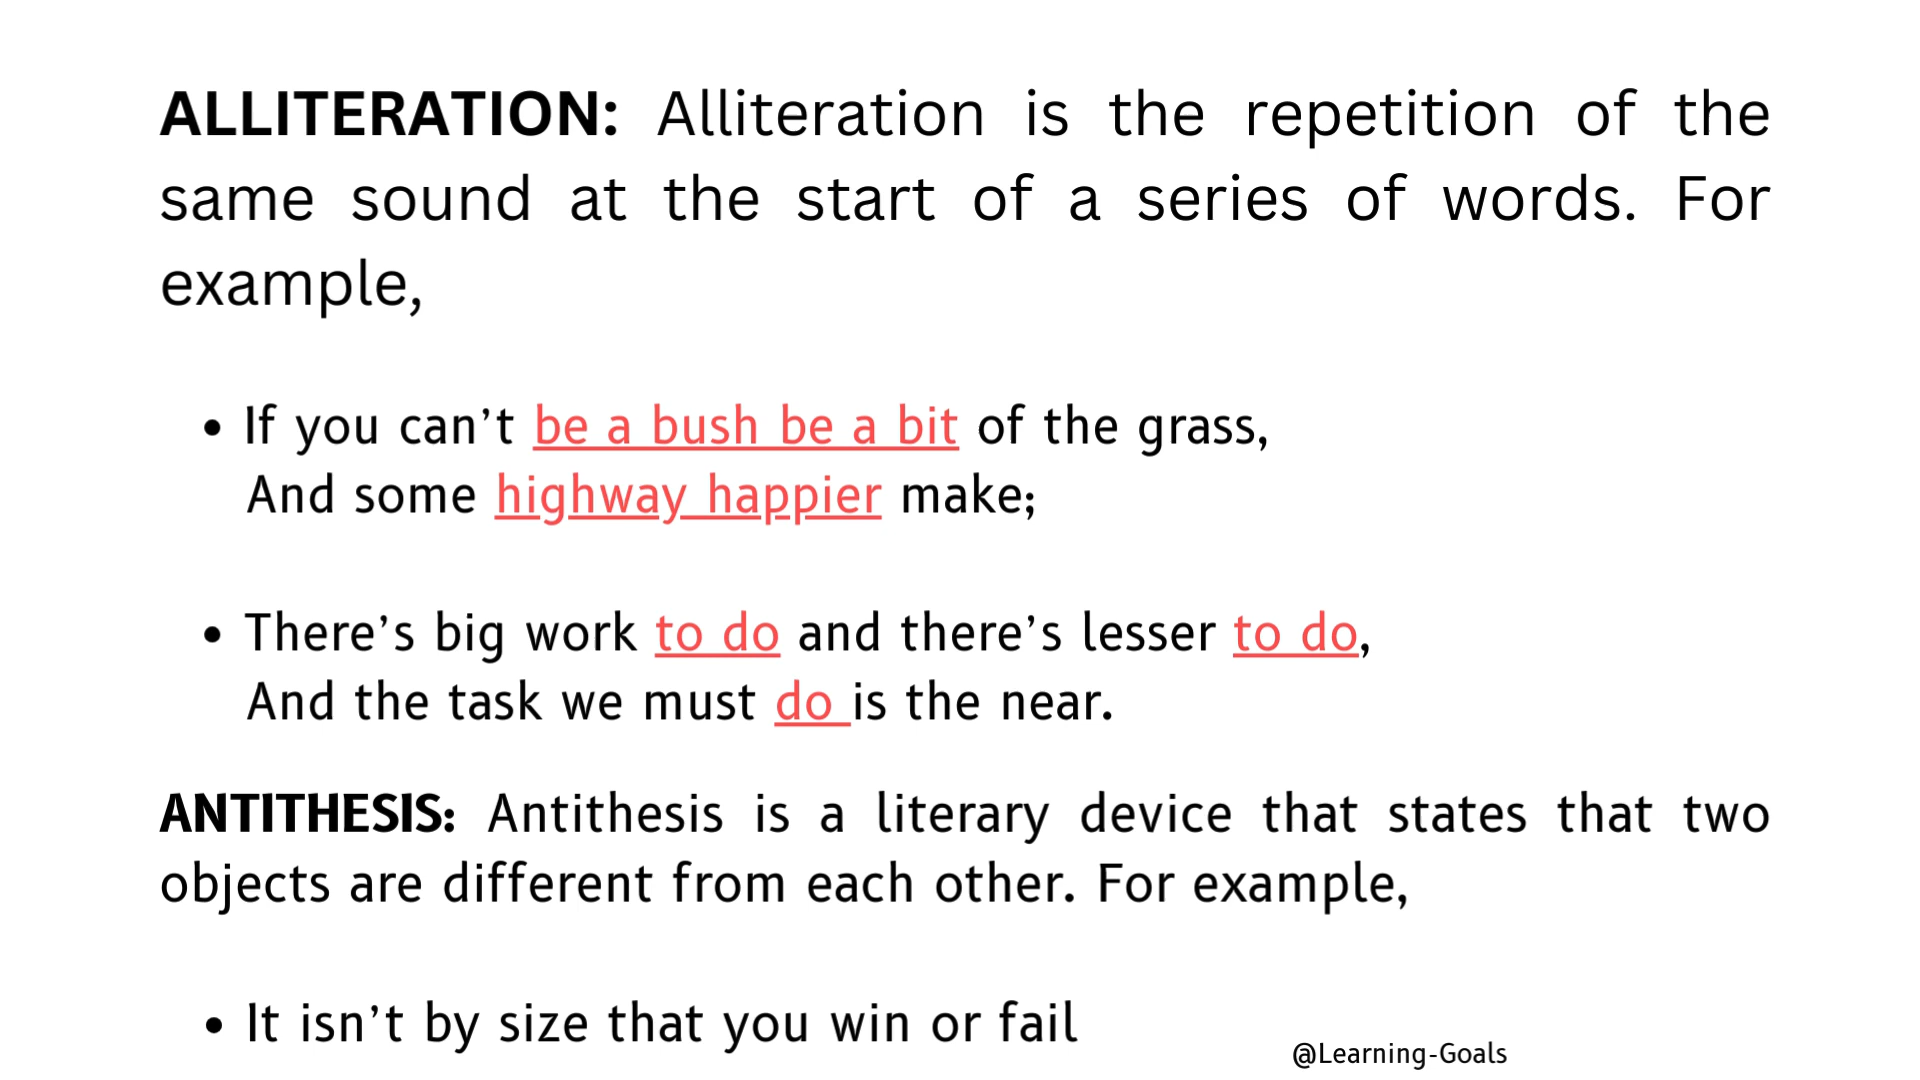 ALLITERATION: Alliteration is the repetition of the
same sound at the start of a series of words. For
example,
• If you can’t be a bush be a bit of the grass,
And some highway happier make;
• There’s big work to do and there’s lesser to do,
And the task we must do is the near.
ANTITHESIS: Antithesis is a literary device that states that two
objects are different from each other. For example,
• It isn’t by size that you win or fail
@Learning-Goals